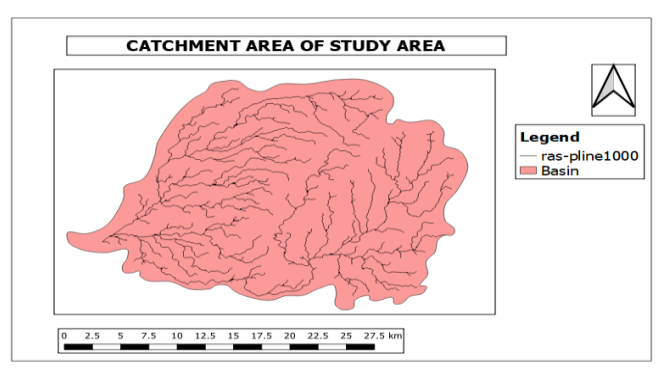 CATCHMENT AREA OF STUDY AREA
Legend
ras-pline1000
Basin
0 2.5 5 7.5 10 12.5 15 17.5 20 22.5 25 27.5 km